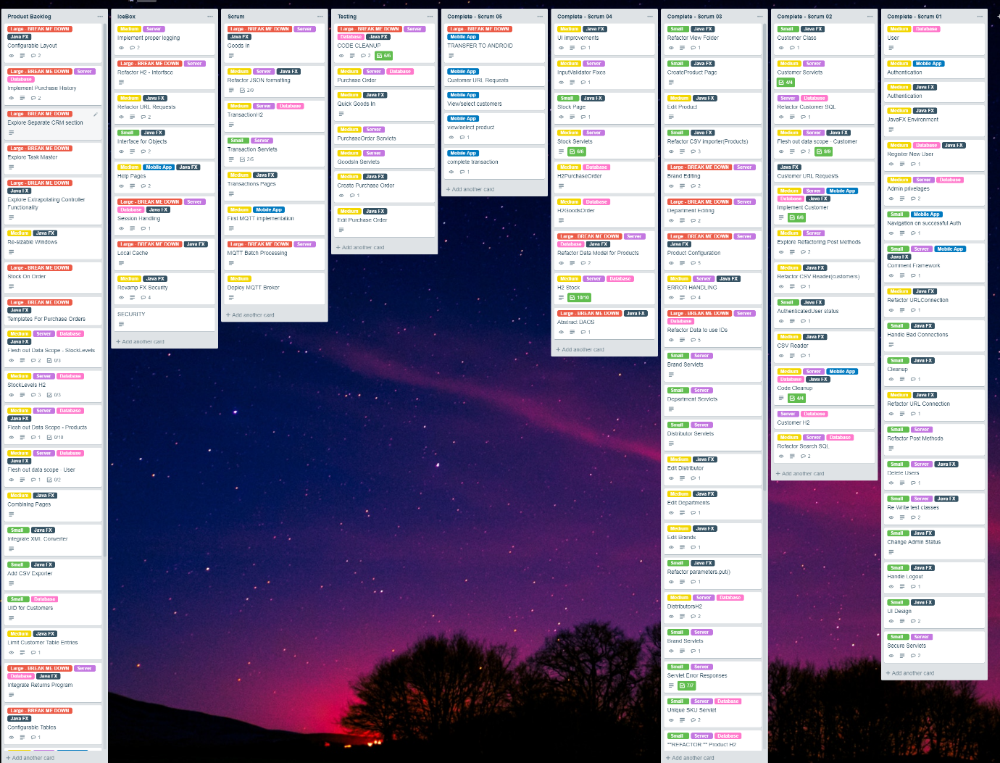 Product Backlog
Large - BREAK ME DOWN
Java FX
Configurable Layout
2
Large - BREAK ME DOWN Server
Database
Implement Purchase History
2
Large - BREAK ME DOWN
Explore Separate CRM section
Large - BREAK ME DOWN
Explore Task Master
Large - BREAK ME DOWN
Java FX
Explore Extrapolating Controller
Functionality
Medium Java FX
Re-sizable Windows
Large - BREAK ME DOWN
Stock On Order
Large - BREAK ME DOWN
Java FX
Templates For Purchase Orders
Medium Server Database
Java FX
Flesh out Data Scope - StockLevels
2 0/3
Medium Server Database
StockLevels H2
3 0/3
Medium Server Database
Java FX
Flesh out Data Scope - Products
1 0/10
Medium Server Database
Java FX
Flesh out data scope - User
1 0/2
Medium Java FX
Combining Pages
Small Java FX
Integrate XML Converter
Small Java FX
Add CSV Exporter
Small Database
UID for Customers
Medium Java FX
Limit Customer Table Entries
1
Large - BREAK ME DOWN Server
Database Java FX
Integrate Returns Program
Large - BREAK ME DOWN
Java FX
Configurable Tables
1
+ Add another card
IceBox
Medium Server
Implement proper logging
2
Large - BREAK ME DOWN Server
Refactor H2 - Interface
Medium Java FX
Refactor URL Requests
2
Small Java FX
Interface for Objects
2
Medium Mobile App Java FX
Help Pages
2
Large - BREAK ME DOWN Server
Database Java FX
Session Handling
1
Large - BREAK ME DOWN Java FX
Local Cache
Medium Java FX
Revamp FX Security
4
SECURITY
+ Add another card
Scrum
Large - BREAK ME DOWN Server
Java FX
Goods In
Medium Server Java FX
Refactor JSON formatting
2/9
Medium Server Database
TransactionH2
Small Server
Transaction Servlets
2/5
Medium Java FX
Transactions Pages
Medium Mobile App
First MQTT implementation
Large - BREAK ME DOWN Server
MQTT Batch Processing
Medium
Deploy MQTT Broker
+ Add another card
Testing
Large - BREAK ME DOWN Server
Database Java FX
CODE CLEANUP
2 6/6
Medium Server Database
Purchase Order
Medium Java FX
Quick Goods In
Medium Server
PurchaseOrder Servlets
Medium Server
GoodsIn Servlets
Medium Java FX
Create Purchase Order
1
Medium Java FX
Edit Purchase Order
+ Add another card
Complete - Scrum 05
Large - BREAK ME DOWN
Mobile App
TRANSFER TO ANDROID
Mobile App
Customer URL Requests
Mobile App
View/select customers
Mobile App
view/select product
1
Mobile App
complete transaction
1
+ Add another card
Complete - Scrum 04
Medium Java FX
UI improvements
1
Medium Server
InputValidator Fixes
1
Small Java FX
Stock Page
1
Medium Server
Stock Servlets
6/6
Medium Database
H2PurchaseOrder
Medium Database
H2GoodsOrder
Large - BREAK ME DOWN Server
Database Java FX
Refactor Data Model for Products
2
Medium Server Database
H2 Stock
10/10
Large - BREAK ME DOWN Java FX
Abstract DAOS
1
+ Add another card
Complete - Scrum 03
Small Java FX
Refactor View Folder
1
Small Java FX
CreateProduct Page
Medium Java FX
Edit Product
1
Small Java FX
Refactor CSV importer(Products)
3
Large - BREAK ME DOWN Server
Brand Editing
2
Large - BREAK ME DOWN Server
Department Editing
2
Large - BREAK ME DOWN Server
Java FX
Product Configuration
5
Medium Server Java FX
ERROR HANDLING
4
Large - BREAK ME DOWN Server
Database
Refactor Data to use IDs
5
Small Server
Brand Servlets
Small Server
Department Servlets
Small Server
Distributor Servlets
Medium Java FX
Edit Distributor
1
Medium Java FX
Edit Departments
1
Medium Java FX
Edit Brands
1
Small Java FX
Refactor parameters.put()
1
Medium Server Database
DistributorsH2
2
Small Server
Brand Servlets
1
Small Server
Servlet Error Responses
7/7
Small Server Database
Unique SKU Servlet
2
Small Server Database
**REFACTOR ** Product H2
+ Add another card
Complete - Scrum 02
Small Java FX
Customer Class
1
Medium Server
Customer Servlets
4/4
Server Database
Refactor Customer SQL
1
Medium Server Java FX
Flesh out data scope - Customer
2 9/9
Java FX
Customer URL Requests
Medium Server Mobile App
Database Java FX
Implement Customer
6/6
Medium Server
Explore Refactoring Post Methods
2
Medium Java FX
Refactor CSV Reader(customers)
1
Small Java FX
AuthenticatedUser status
1
Medium Java FX
CSV Reader
1
Medium Server Mobile App
Database Java FX
Code Cleanup
4/4
Server Database
Customer H2
Medium Server Database
Refactor Search SQL
2
+ Add another card
Complete - Scrum 01
Medium Database
User
Medium Mobile App
Authentication
Medium Java FX
Authentication
Medium Java FX
JavaFX Environment
Medium Database Java FX
Register New User
1
Medium Server Database
Admin privelages
2
Small Mobile App
Navigation on successful Auth
1
Small Server Mobile App
Java FX
Comment Framework
1
Medium Java FX
Refactor URLConnection
1
Small Java FX
Handle Bad Connections
Small Java FX
Cleanup
1
Medium Java FX
Refactor URL Connection
1
Small Server
Refactor Post Methods
Small Server Java FX
Delete Users
1
Small Server Java FX
Re-Write test classes
2
Small Java FX
Change Admin Status
Small Java FX
Handle Logout
1
Small Java FX
UI Design
2
Small Server
Secure Servlets
2
+ Add another card